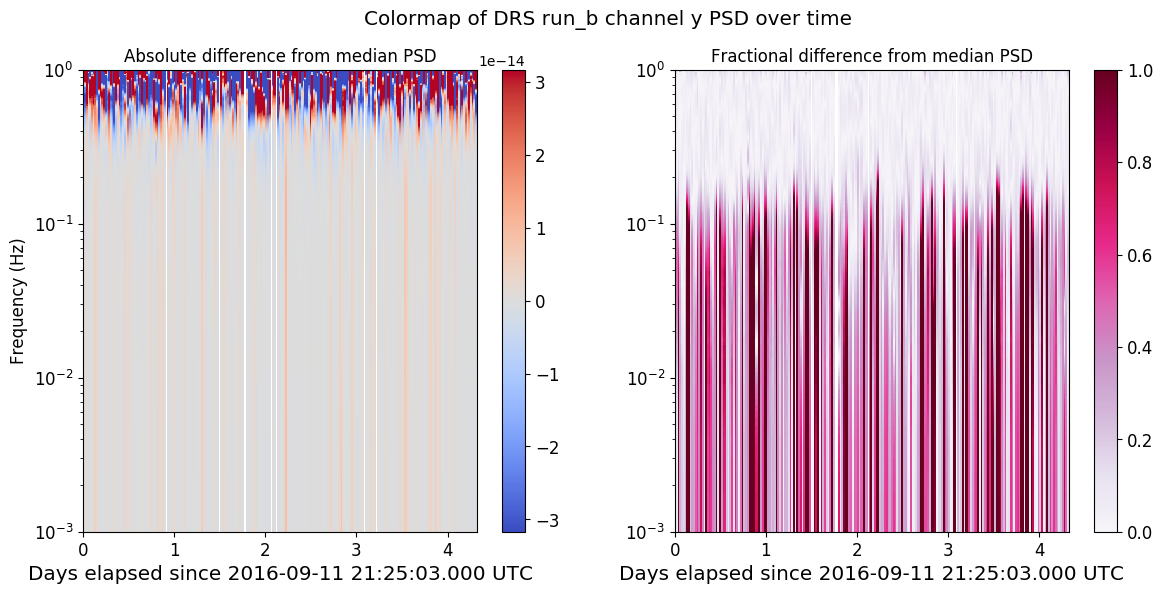 Colormap of DRS run_b channel y PSD over time
Absolute difference from median PSD
1e−14
Fractional difference from median PSD
Frequency (Hz)
10⁰
10⁻¹
10⁻²
10⁻³
0 1 2 3 4
Days elapsed since 2016-09-11 21:25:03.000 UTC
3
2
1
0
−1
−2
−3
10⁰
10⁻¹
10⁻²
10⁻³
0 1 2 3 4
Days elapsed since 2016-09-11 21:25:03.000 UTC
1.0
0.8
0.6
0.4
0.2
0.0